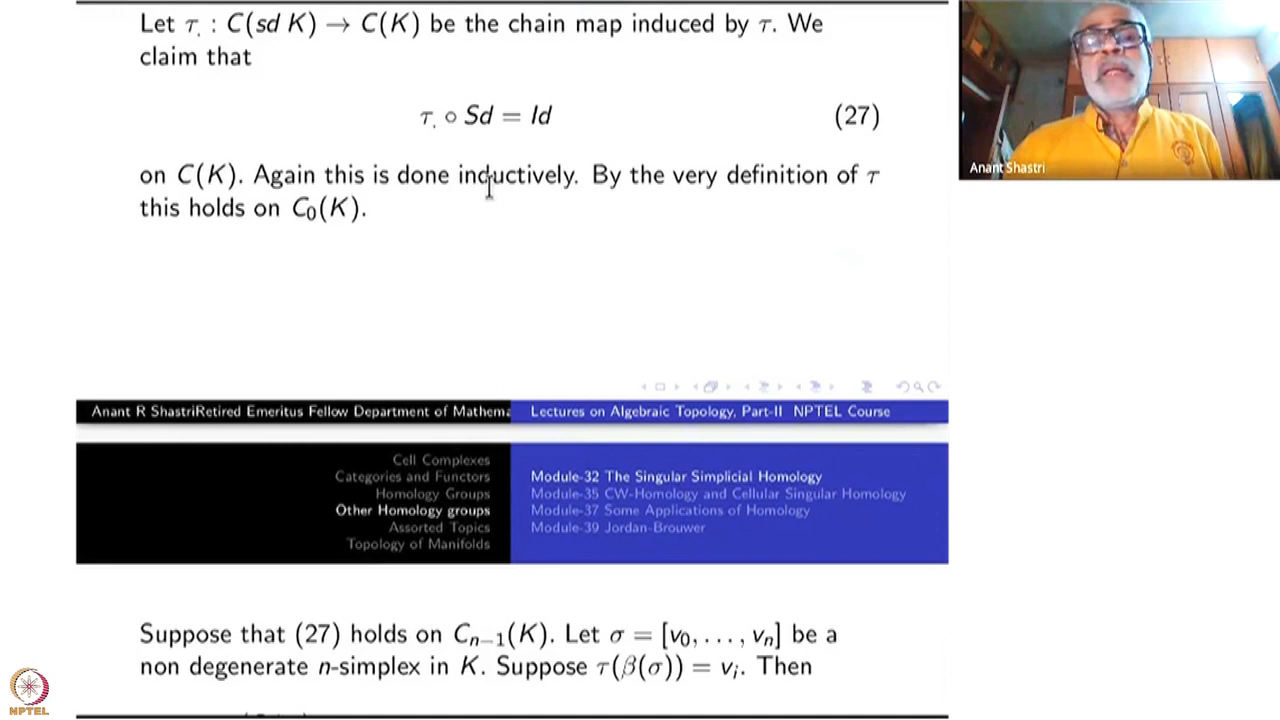 Let τ. : C(sd K) → C(K) be the chain map induced by τ. We
claim that
τ. ∘ Sd = Id (27)
on C(K). Again this is done inductively. By the very definition of τ
this holds on C₀(K).
Anant Shastri
Anant R ShastriRetired Emeritus Fellow Department of Mathema
Lectures on Algebraic Topology, Part-II NPTEL Course
Cell Complexes
Categories and Functors
Homology Groups
Other Homology groups
Assorted Topics
Topology of Manifolds
Module-32 The Singular Simplicial Homology
Module-35 CW-Homology and Cellular Singular Homology
Module-37 Some Applications of Homology
Module-39 Jordan-Brouwer
Suppose that (27) holds on Cₙ₋₁(K). Let σ = [v₀, . . . , vₙ] be a
non degenerate n-simplex in K. Suppose τ(β(σ)) = vᵢ. Then
NPTEL